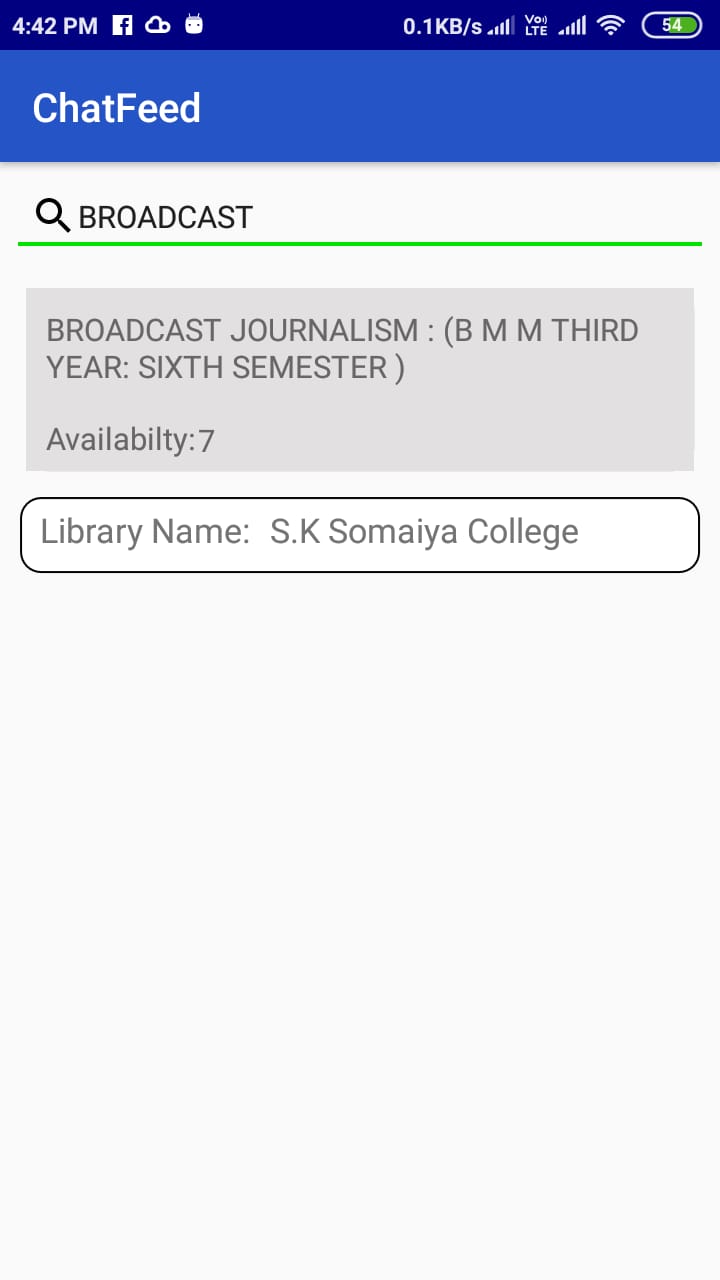 4:42 PM 0.1KB/s Vo)) LTE 54
ChatFeed
BROADCAST
BROADCAST JOURNALISM : (B M M THIRD
YEAR: SIXTH SEMESTER )
Availabilty:7
Library Name: S.K Somaiya College